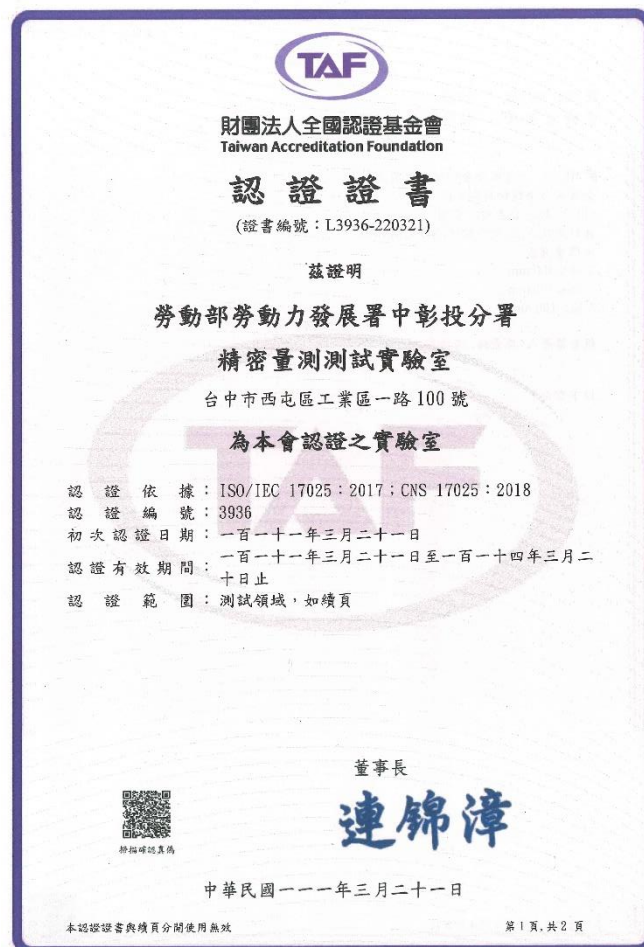 TAF
財團法人全國認證基金會
Taiwan Accreditation Foundation
認證證書
(證書編號：L3936-220321)
茲證明
勞動部勞動力發展署中彰投分署
精密量測測試實驗室
台中市西屯區工業區一路100號
為本會認證之實驗室
認證依據：ISO/IEC 17025：2017；CNS 17025：2018
認證編號：3936
初次認證日期：一百一十一年三月二十一日
認證有效期間：一百一十一年三月二十一日至一百一十四年三月二
十日止
認證範圍：測試領域，如續頁
董事長
連錦漳
掃描確認真偽
中華民國一一一年三月二十一日
本認證證書與續頁分開使用無效
第1頁,共2頁